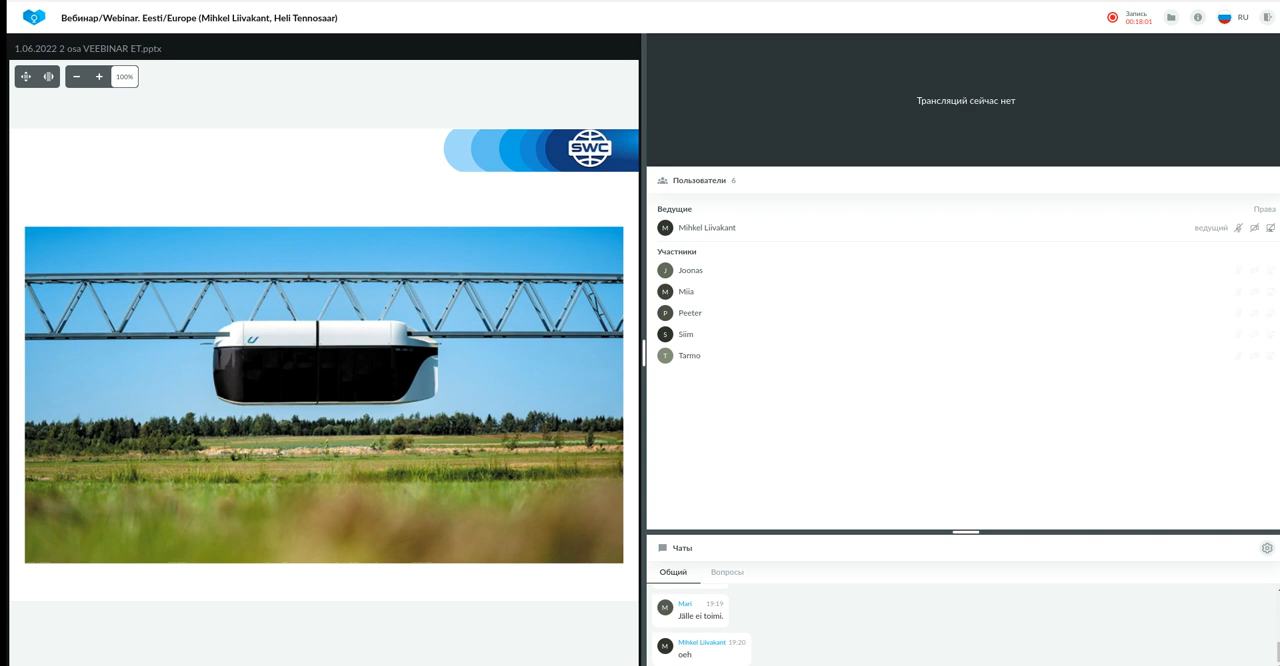 Вебинар/Webinar. Eesti/Europe (Mihkel Liivakant, Heli Tennosaar)
Запись
00:18:01
RU
1.06.2022 2 osa VEEBINAR ET.pptx
100%
SWC
Трансляций сейчас нет
Пользователи 6
Ведущие
Права
M Mihkel Liivakant
ведущий
Участники
J Joonas
M Miia
P Peeter
S Siim
T Tarmo
Чаты
Общий
Вопросы
M Mari 19:19
Jälle ei toimi.
M Mihkel Liivakant 19:20
oeh